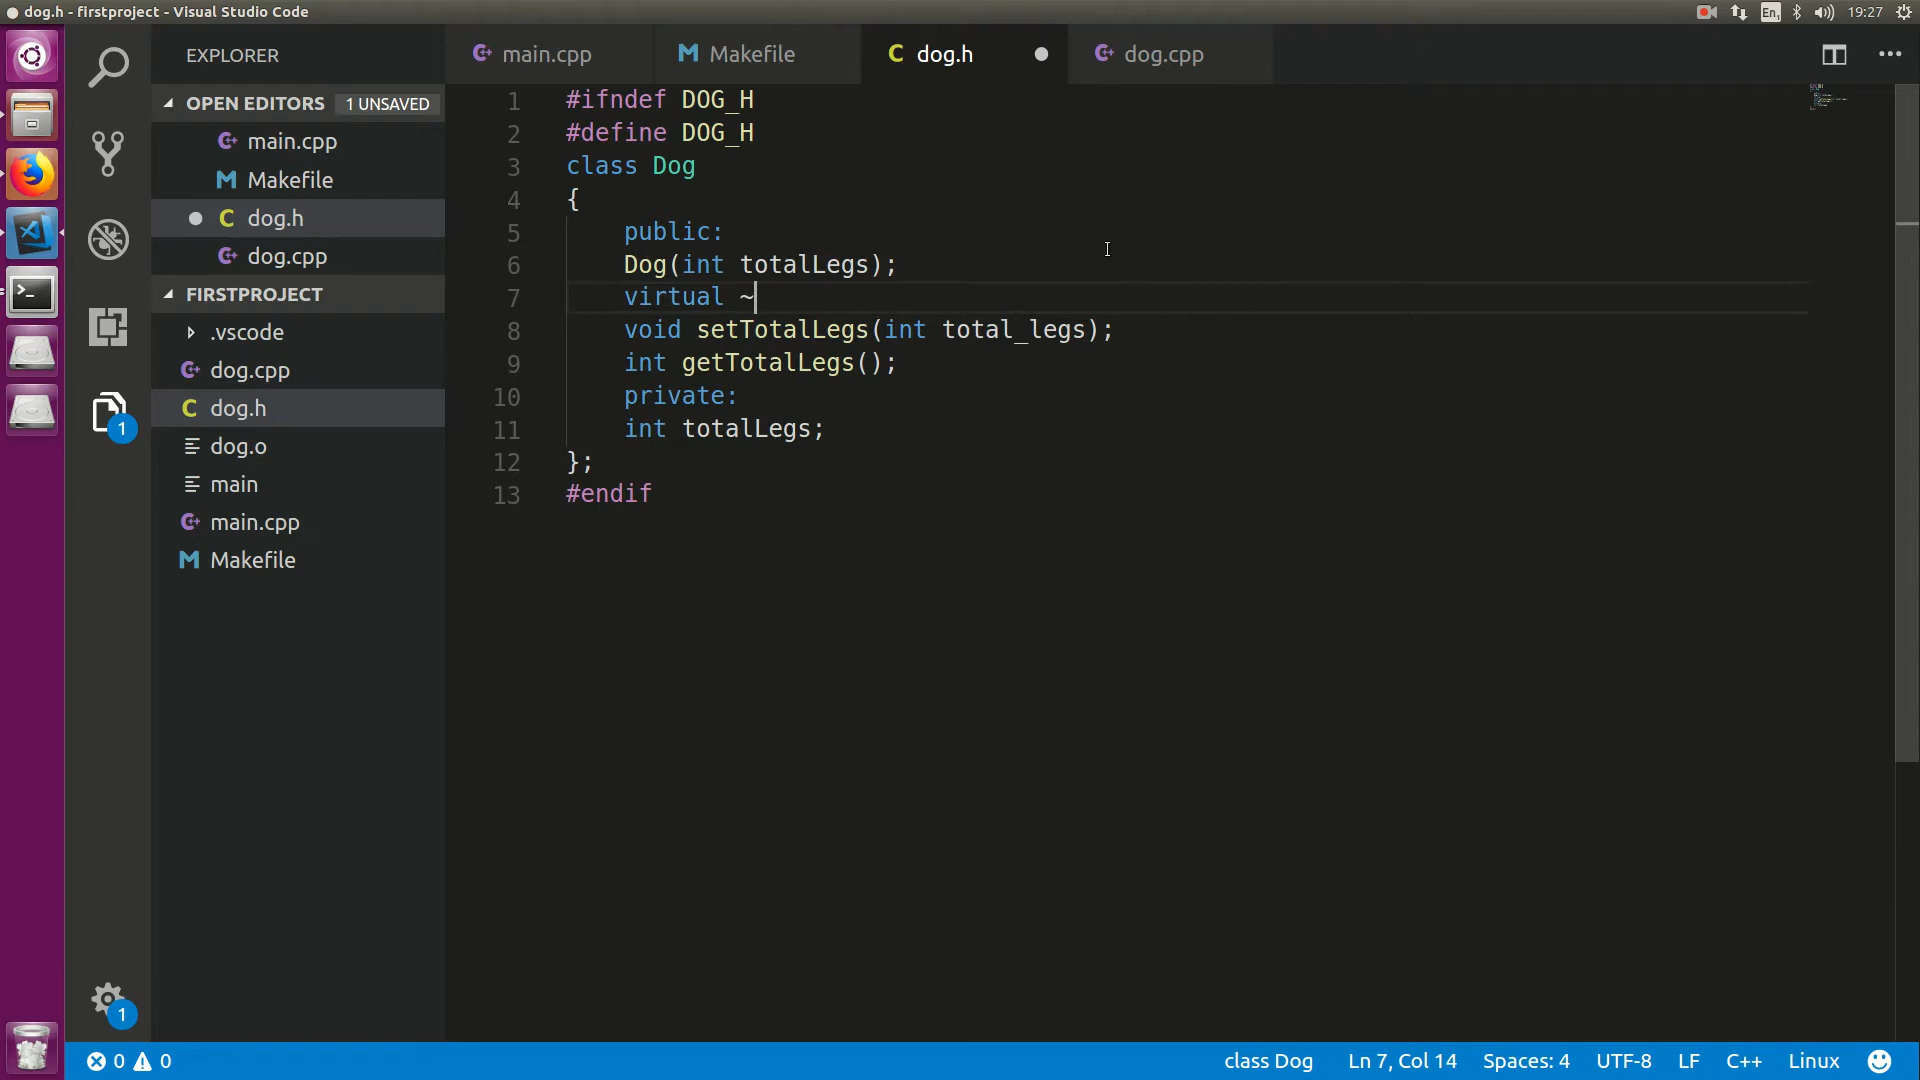 dog.h - firstproject - Visual Studio Code
En1 19:27
EXPLORER
main.cpp Makefile dog.h dog.cpp
OPEN EDITORS 1 UNSAVED
main.cpp
Makefile
dog.h
dog.cpp
FIRSTPROJECT
.vscode
dog.cpp
dog.h
dog.o
main
main.cpp
Makefile
1
1
1 #ifndef DOG_H
2 #define DOG_H
3 class Dog
4 {
5 public:
6 Dog(int totalLegs);
7 virtual ~
8 void setTotalLegs(int total_legs);
9 int getTotalLegs();
10 private:
11 int totalLegs;
12 };
13 #endif
0 0 class Dog Ln 7, Col 14 Spaces: 4 UTF-8 LF C++ Linux